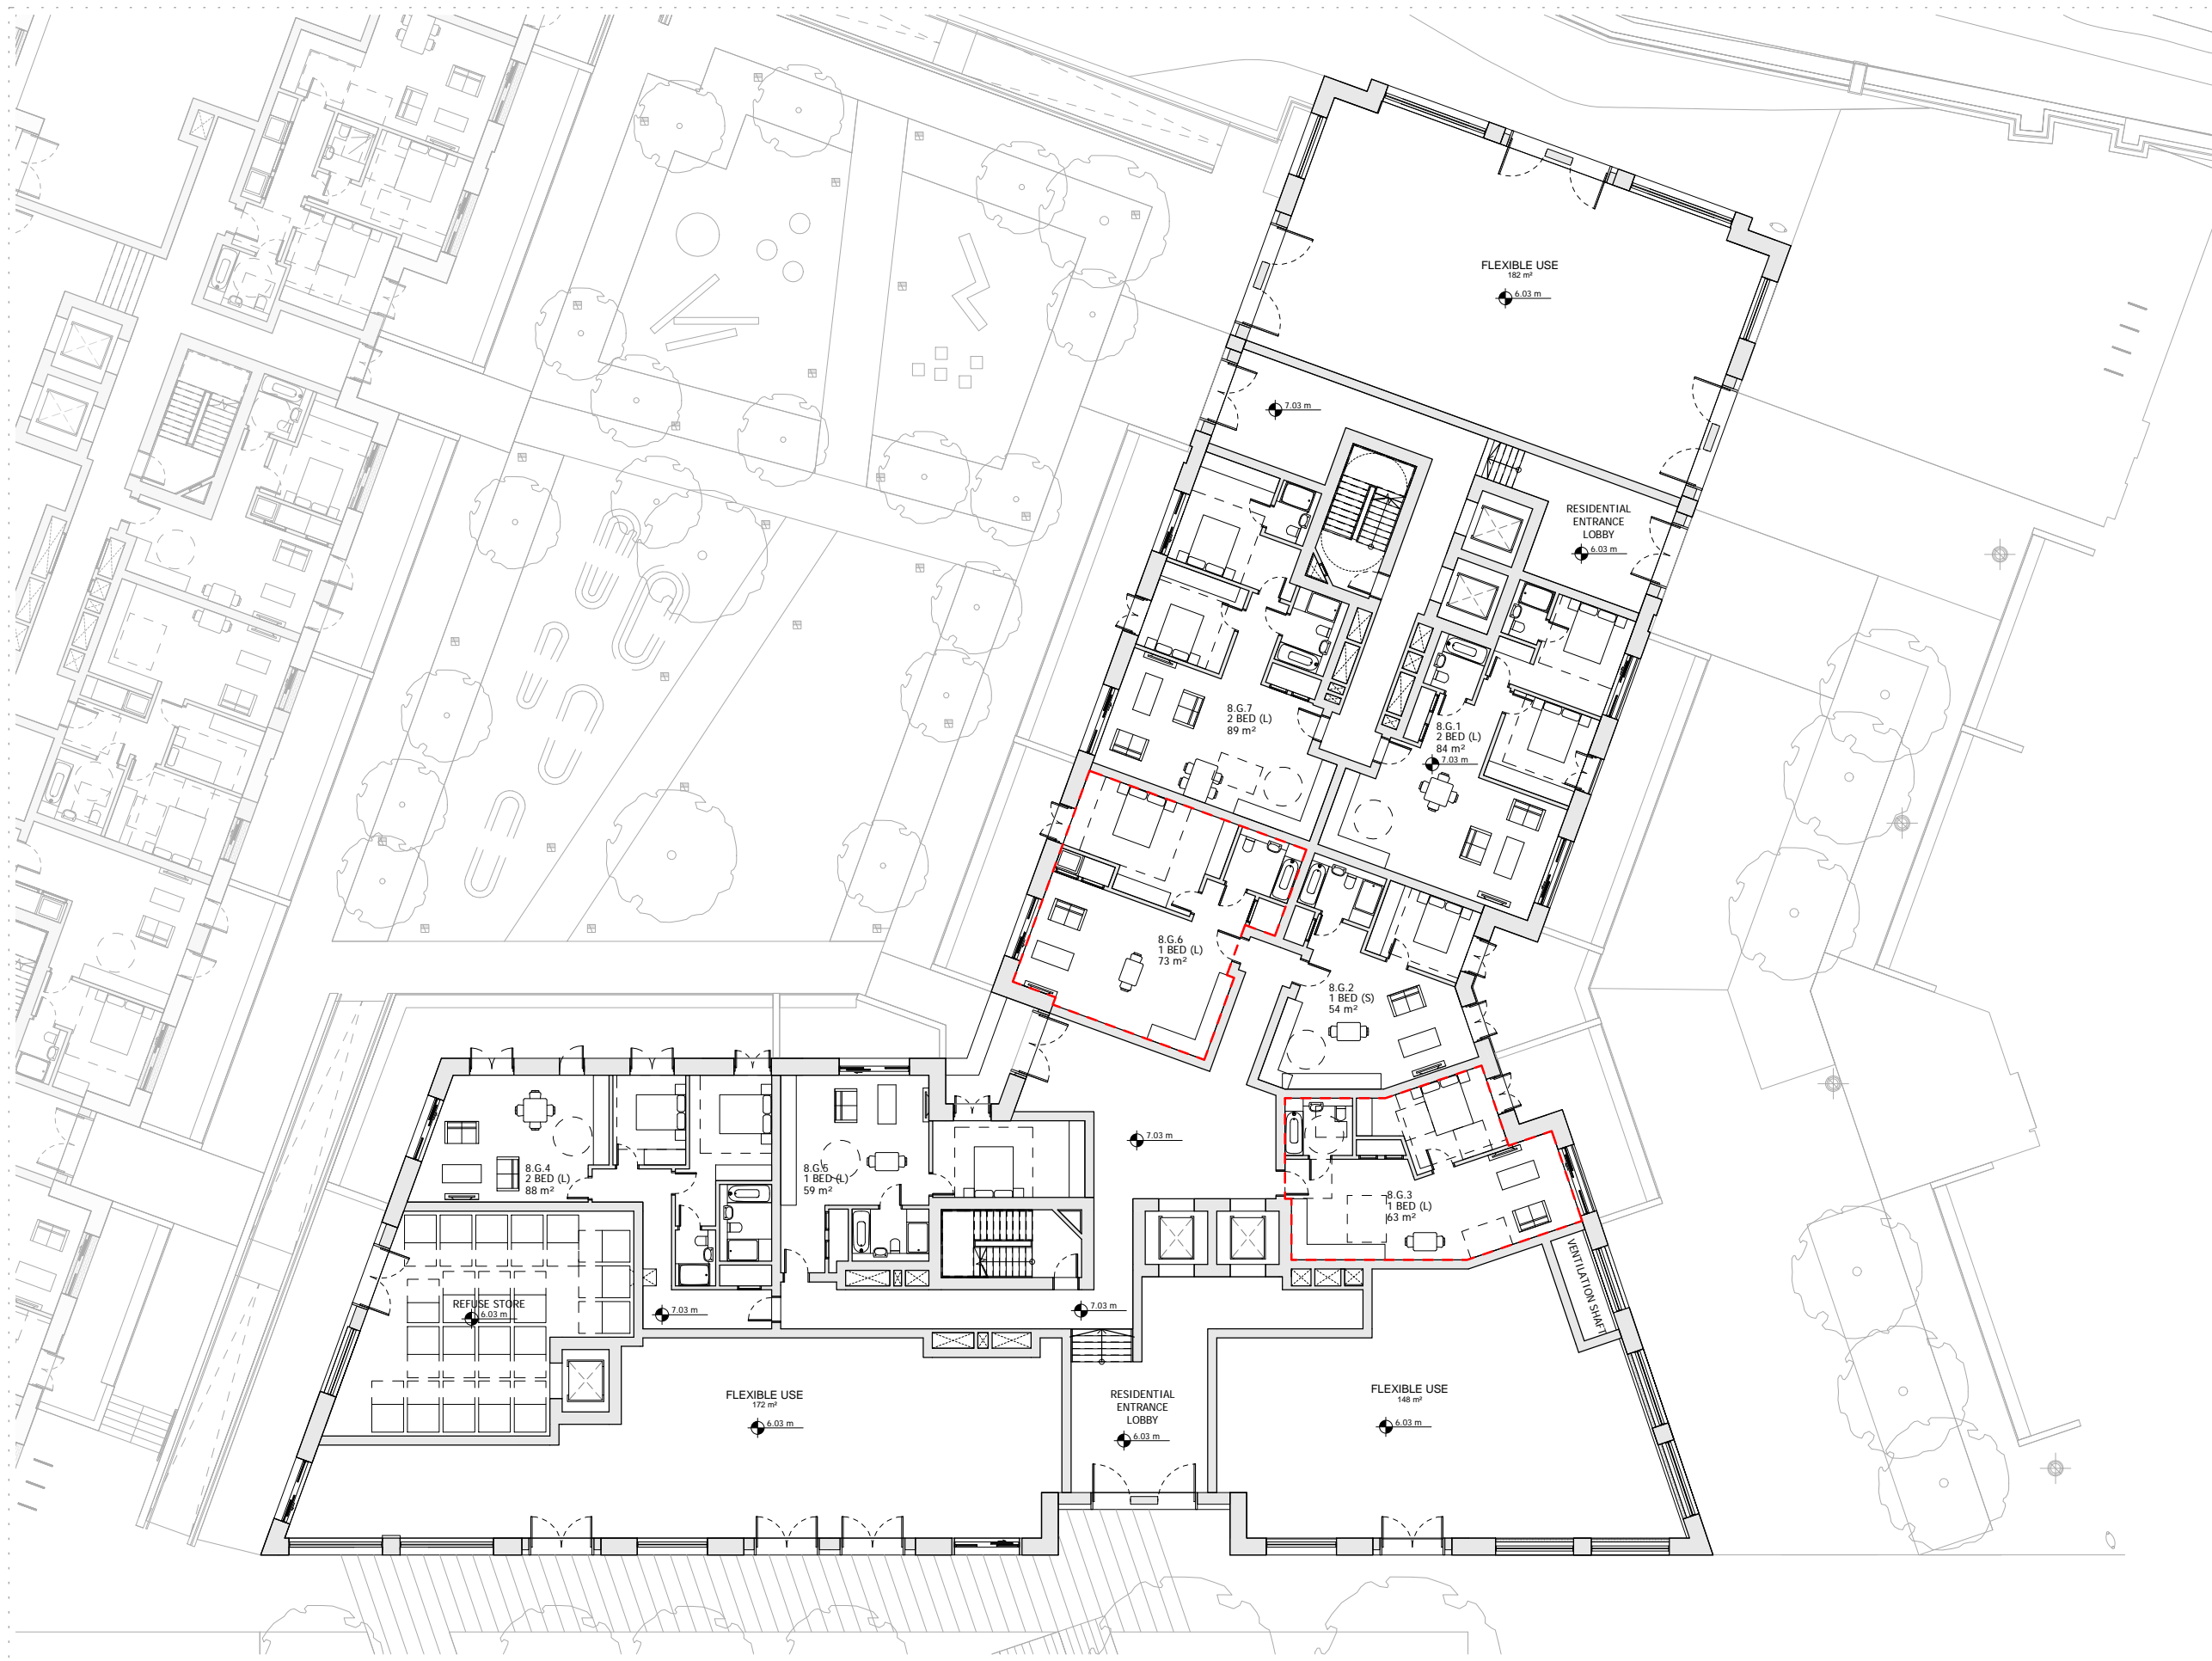 FLEXIBLE USE
182 m²
6.03 m
7.03 m
RESIDENTIAL
ENTRANCE
LOBBY
6.03 m
8.G.7
2 BED (L)
89 m²
8.G.1
2 BED (L)
84 m²
7.03 m
8.G.6
1 BED (L)
73 m²
8.G.2
1 BED (S)
54 m²
7.03 m
8.G.4
2 BED (L)
88 m²
8.G.5
1 BED (L)
59 m²
8.G.3
1 BED (L)
63 m²
VENTILATION SHAFT
REFUSE STORE
6.03 m
7.03 m
7.03 m
FLEXIBLE USE
172 m²
6.03 m
RESIDENTIAL
ENTRANCE
LOBBY
6.03 m
FLEXIBLE USE
148 m²
6.03 m